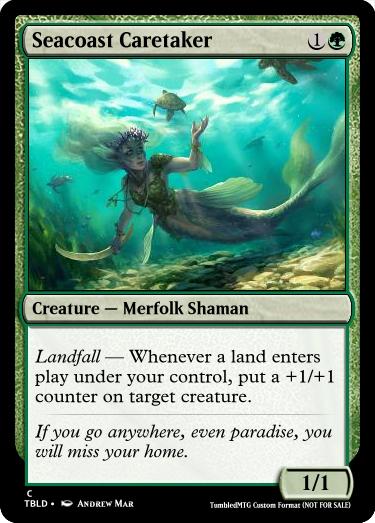 Seacoast Caretaker 1
Creature — Merfolk Shaman
Landfall — Whenever a land enters
play under your control, put a +1/+1
counter on target creature.
If you go anywhere, even paradise, you
will miss your home.
1/1
C
TBLD • Andrew Mar
TumbledMTG Custom Format (NOT FOR SALE)